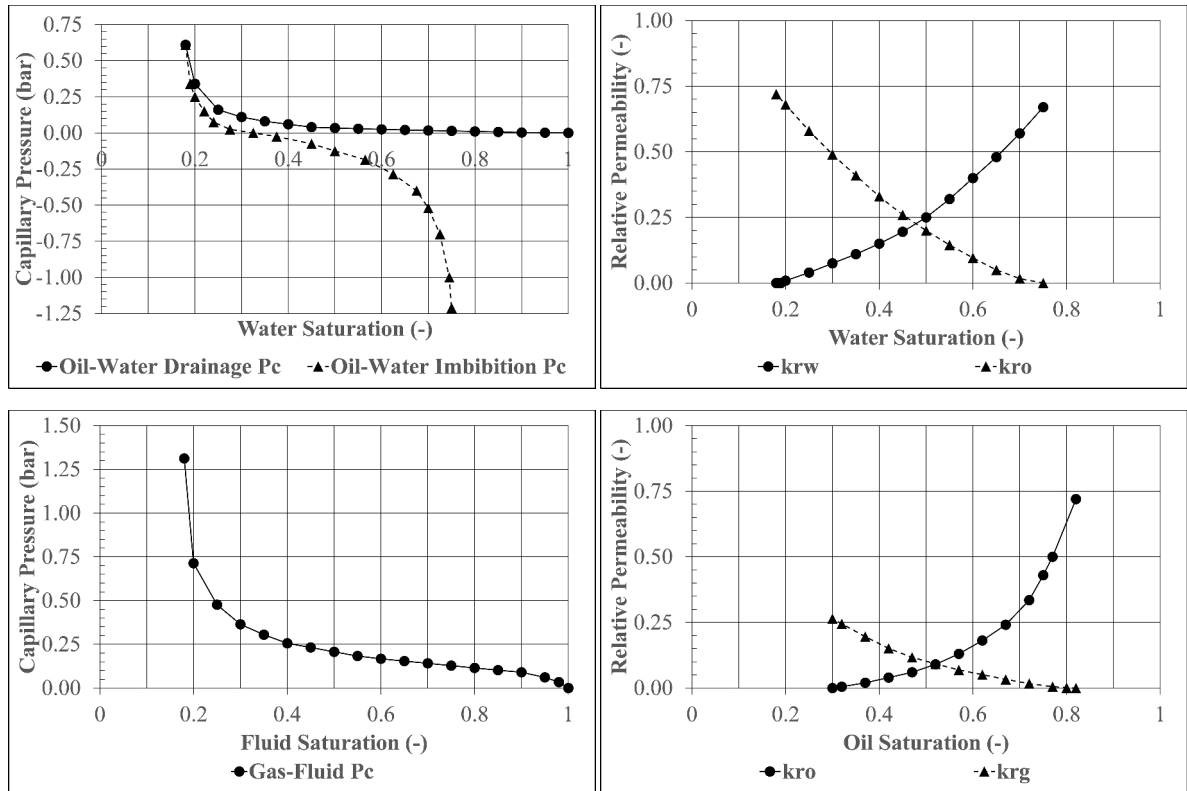 0.75
0.50
0.25
0.00
-0.25
-0.50
-0.75
-1.00
-1.25
0 0.2 0.4 0.6 0.8 1
Capillary Pressure (bar)
Water Saturation (-)
Oil-Water Drainage Pc Oil-Water Imbibition Pc
1.00
0.75
0.50
0.25
0.00
0 0.2 0.4 0.6 0.8 1
Relative Permeability (-)
Water Saturation (-)
krw kro
1.50
1.25
1.00
0.75
0.50
0.25
0.00
0 0.2 0.4 0.6 0.8 1
Capillary Pressure (bar)
Fluid Saturation (-)
Gas-Fluid Pc
1.00
0.75
0.50
0.25
0.00
0 0.2 0.4 0.6 0.8 1
Relative Permeability (-)
Oil Saturation (-)
kro krg